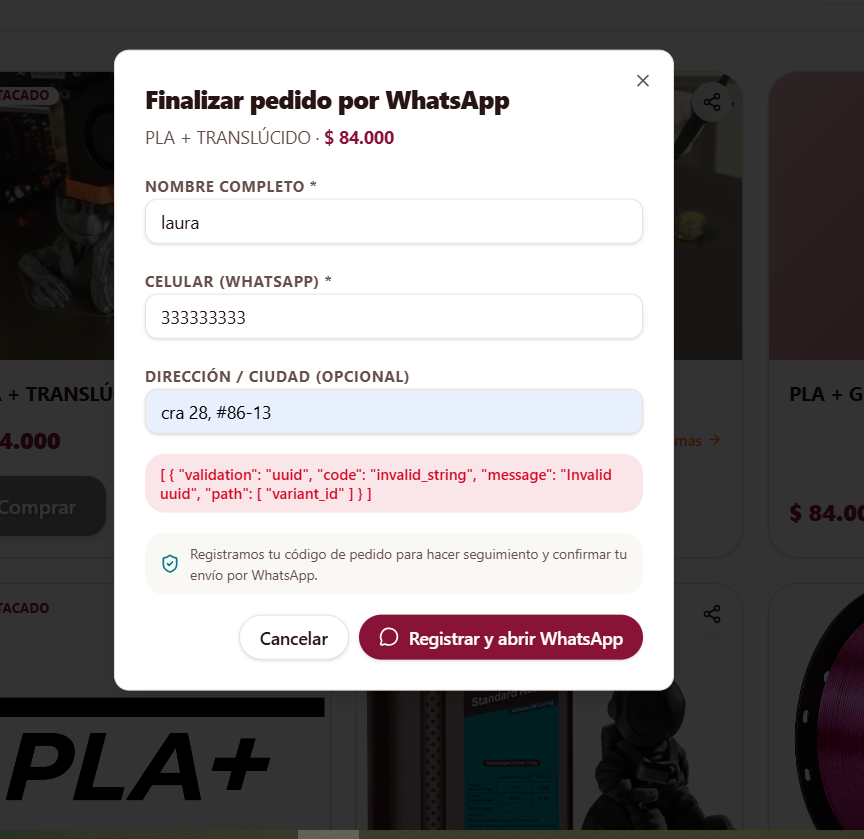 TACADO
Finalizar pedido por WhatsApp
PLA + TRANSLÚCIDO · $ 84.000
NOMBRE COMPLETO *
laura
CELULAR (WHATSAPP) *
333333333
DIRECCIÓN / CIUDAD (OPCIONAL)
cra 28, #86-13
[ { "validation": "uuid", "code": "invalid_string", "message": "Invalid
uuid", "path": [ "variant_id" ] } ]
Registramos tu código de pedido para hacer seguimiento y confirmar tu
envío por WhatsApp.
Cancelar
Registrar y abrir WhatsApp
+ TRANSLÚ
4.000
Comprar
más →
PLA + G
$ 84.00
TACADO
PLA+
Standard